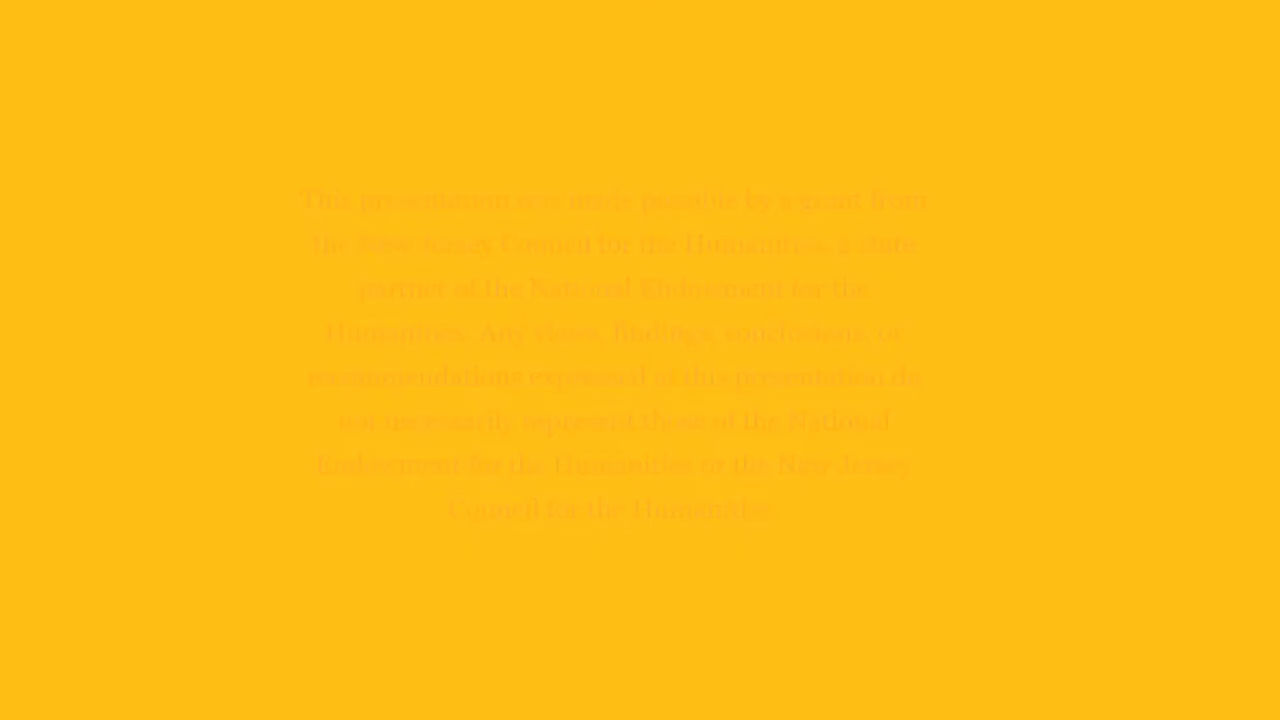 This presentation was made possible by a grant from
the New Jersey Council for the Humanities, a state
partner of the National Endowment for the
Humanities. Any views, findings, conclusions, or
recommendations expressed in this presentation do
not necessarily represent those of the National
Endowment for the Humanities or the New Jersey
Council for the Humanities.